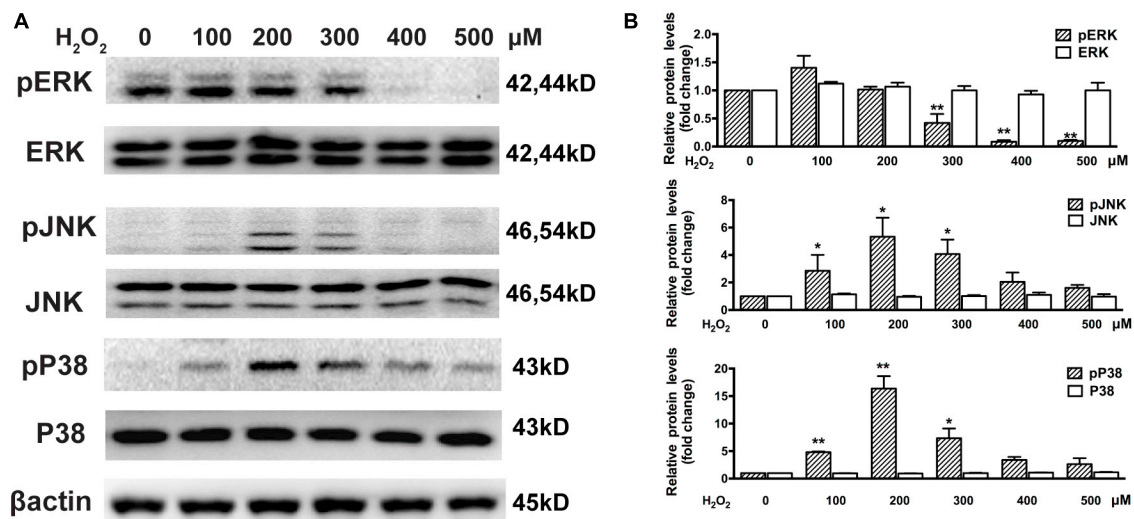 A
H₂O₂ 0 100 200 300 400 500 μM
pERK 42,44kD
ERK 42,44kD
pJNK 46,54kD
JNK 46,54kD
pP38 43kD
P38 43kD
βactin 45kD
B
Relative protein levels
(fold change)
2.0
1.5
1.0
0.5
0.0
pERK
ERK
** ** **
H₂O₂ 0 100 200 300 400 500 μM
Relative protein levels
(fold change)
8
6
4
2
0
pJNK
JNK
* * *
H₂O₂ 0 100 200 300 400 500 μM
Relative protein levels
(fold change)
20
15
10
5
0
pP38
P38
** ** *
H₂O₂ 0 100 200 300 400 500 μM